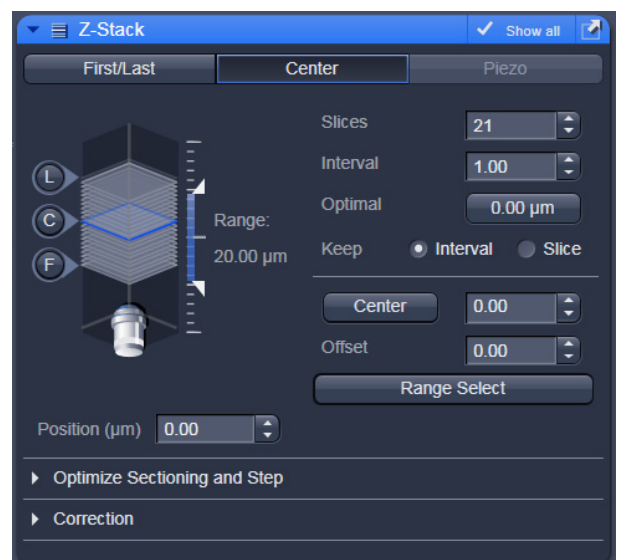 Z-Stack Show all
First/Last Center Piezo
Slices 21
L
Interval 1.00
Optimal 0.00 µm
C
Range:
20.00 µm
Keep Interval Slice
F
Center 0.00
Offset 0.00
Range Select
Position (µm) 0.00
Optimize Sectioning and Step
Correction